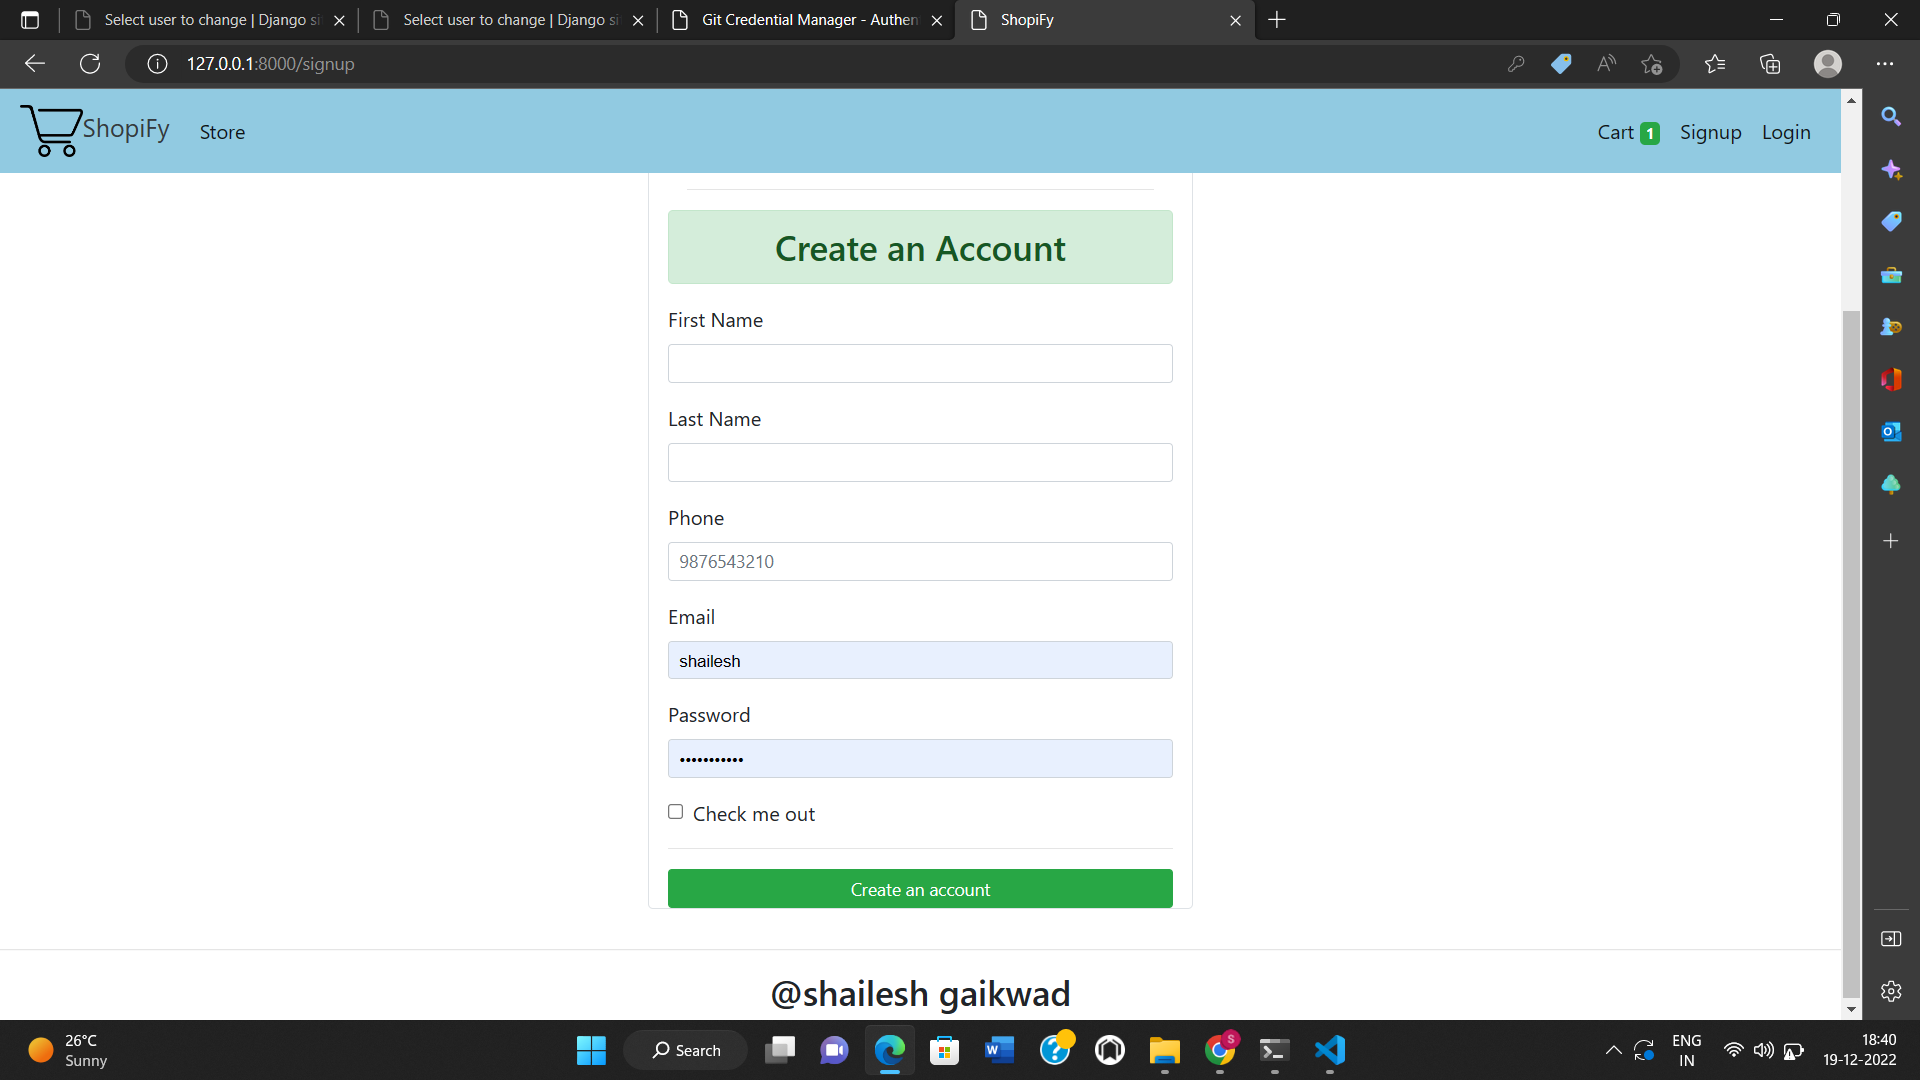 Select user to change | Django si
Select user to change | Django si
Git Credential Manager - Authen
ShopiFy
127.0.0.1:8000/signup
ShopiFy
Store
Cart 1
Signup
Login
Create an Account
First Name
Last Name
Phone
9876543210
Email
shailesh
Password
•••••••••••
Check me out
Create an account
@shailesh gaikwad
26°C
Sunny
Search
ENG
IN
18:40
19-12-2022